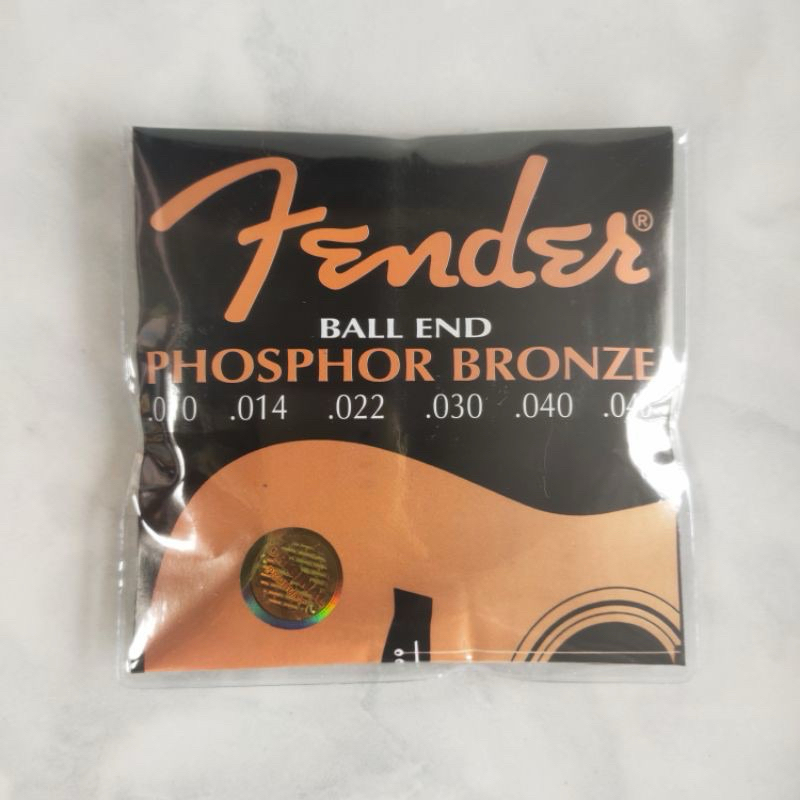 Fender®
BALL END
PHOSPHOR BRONZE
.014 .022 .030 .040